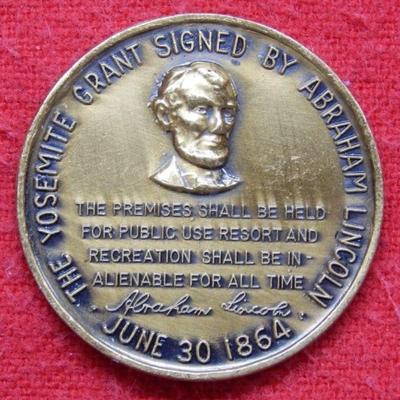 THE YOSEMITE GRANT SIGNED BY ABRAHAM LINCOLN
THE PREMISES SHALL BE HELD
FOR PUBLIC USE RESORT AND
RECREATION SHALL BE IN-
ALIENABLE FOR ALL TIME
Abraham Lincoln
JUNE 30 1864